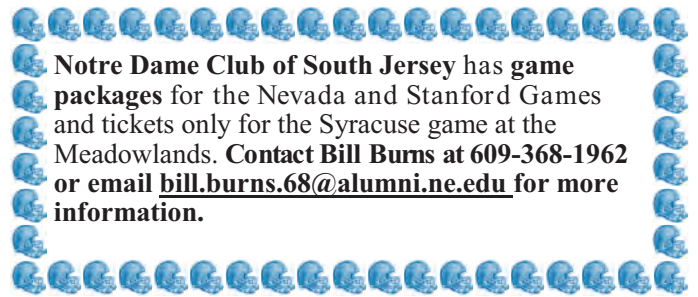 Notre Dame Club of South Jersey has game
packages for the Nevada and Stanford Games
and tickets only for the Syracuse game at the
Meadowlands. Contact Bill Burns at 609-368-1962
or email bill.burns.68@alumni.ne.edu for more
information.